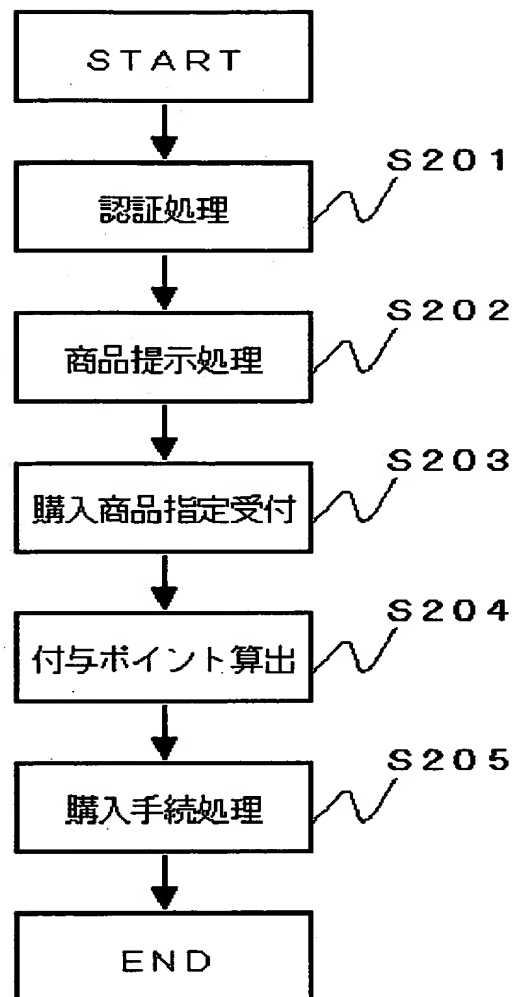 ＳＴＡＲＴ
Ｓ２０１
認証処理
Ｓ２０２
商品提示処理
Ｓ２０３
購入商品指定受付
Ｓ２０４
付与ポイント算出
Ｓ２０５
購入手続処理
ＥＮＤ